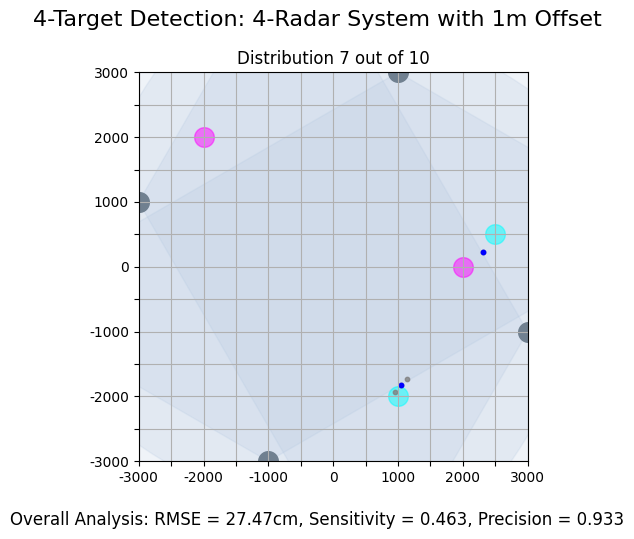 4-Target Detection: 4-Radar System with 1m Offset
Distribution 7 out of 10
3000
2000
1000
0
-1000
-2000
-3000
-3000 -2000 -1000 0 1000 2000 3000
Overall Analysis: RMSE = 27.47cm, Sensitivity = 0.463, Precision = 0.933